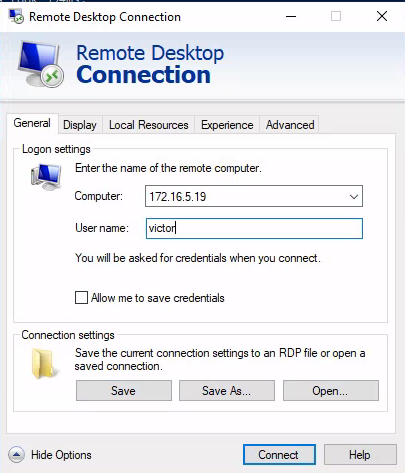 Remote Desktop Connection
Remote Desktop
Connection
General Display Local Resources Experience Advanced
Logon settings
Enter the name of the remote computer.
Computer: 172.16.5.19
User name: victor
You will be asked for credentials when you connect.
Allow me to save credentials
Connection settings
Save the current connection settings to an RDP file or open a
saved connection.
Save Save As... Open...
Hide Options Connect Help